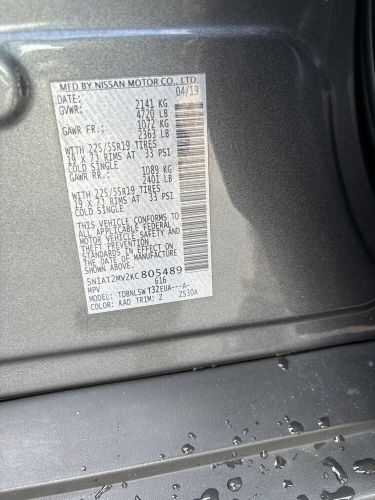 MFD BY NISSAN MOTOR CO., LTD.
DATE: 04/19
GVWR: 2141 KG
4720 LB
GAWR FR.: 1072 KG
2363 LB
WITH 225/55R19 TIRES
19 X 7J RIMS AT 33 PSI
COLD SINGLE
GAWR RR.: 1089 KG
2401 LB
WITH 225/55R19 TIRES
19 X 7J RIMS AT 33 PSI
COLD SINGLE
THIS VEHICLE CONFORMS
TO ALL APPLICABLE FEDERAL
MOTOR VEHICLE SAFETY AND
THEFT PREVENTION STANDARDS
IN EFFECT ON THE
DATE OF MANUFACTURE
SHOWN ABOVE.
5N1AT2MV2KC805489
MPV 616
MODEL: TDBNLSWT32EUA---A-
COLOR: KAD TRIM: Z ZS30A